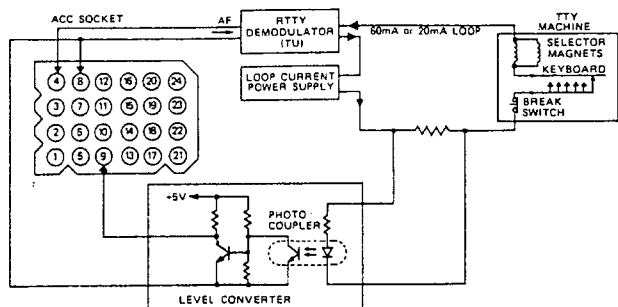 ACC SOCKET
AF
RTTY
DEMODULATOR
(TU)
60mA or 20mA LOOP
TTY
MACHINE
SELECTOR
MAGNETS
KEYBOARD
BREAK
SWITCH
LOOP CURRENT
POWER SUPPLY
4 8 12 16 20 24
3 7 11 15 19 23
2 6 10 14 18 22
1 5 9 13 17 21
+5V
PHOTO
COUPLER
LEVEL CONVERTER